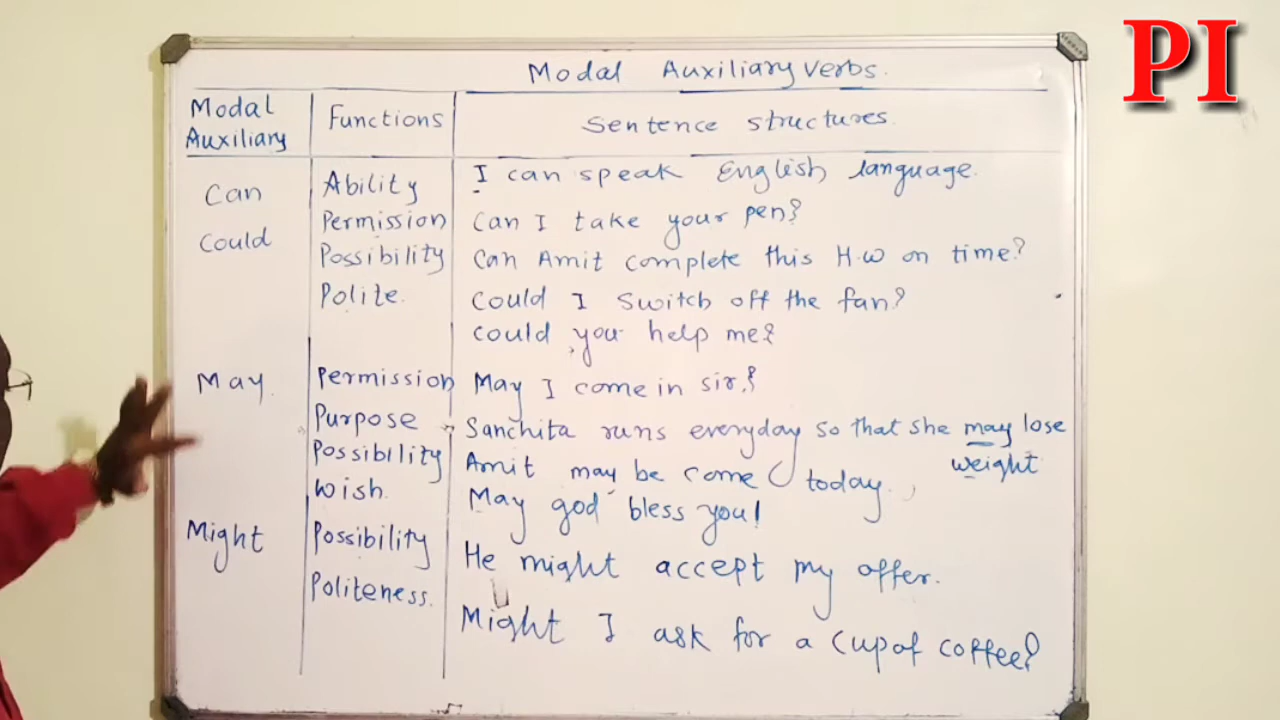 PI
Modal Auxiliary verbs.
Modal Auxiliary
Functions
Sentence structures.
Can
Ability
I can speak English language.
Permission
Can I take your pen?
Could
Possibility
Can Amit complete this H.W on time?
Polite.
Could I switch off the fan?
Could you help me?
May.
Permission
May I come in sir.?
Purpose
Sanchita runs everyday so that she may lose
weight
Possibility
Amit may be come today.
Wish.
May god bless you!
Might
Possibility
He might accept my offer.
Politeness.
Might I ask for a cup of coffee?